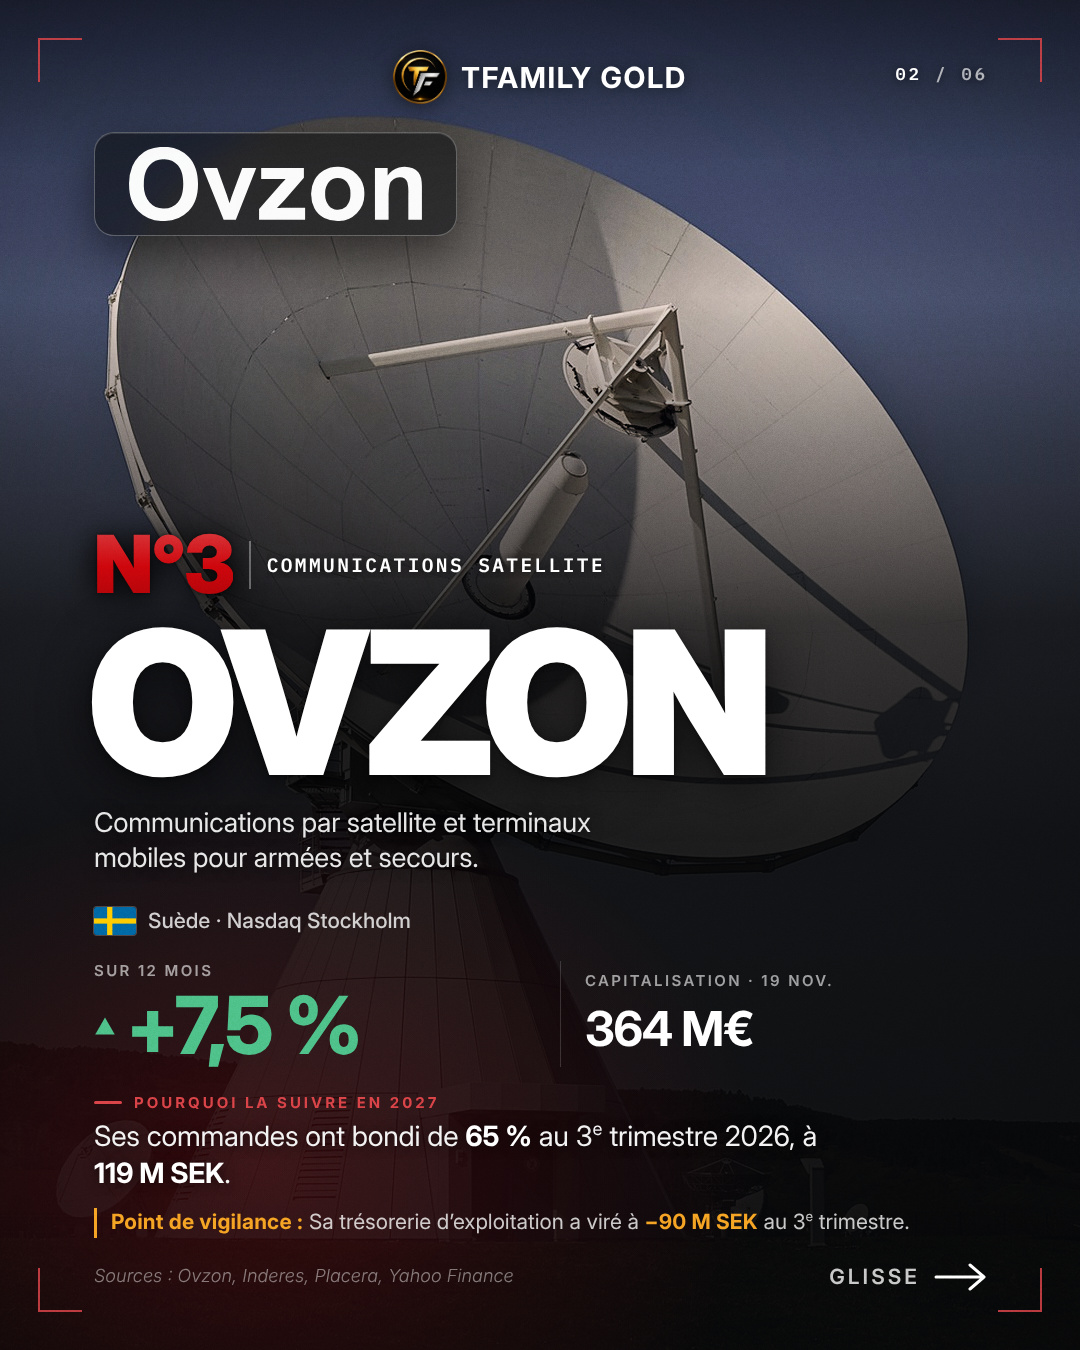 TF TFAMILY GOLD
02 / 06
Ovzon
N°3
COMMUNICATIONS SATELLITE
OVZON
Communications par satellite et terminaux
mobiles pour armées et secours.
Suède · Nasdaq Stockholm
SUR 12 MOIS
▲ +7,5 %
CAPITALISATION · 19 NOV.
364 M€
POURQUOI LA SUIVRE EN 2027
Ses commandes ont bondi de 65 % au 3e trimestre 2026, à
119 M SEK.
Point de vigilance : Sa trésorerie d’exploitation a viré à −90 M SEK au 3e trimestre.
Sources : Ovzon, Inderes, Placera, Yahoo Finance
GLISSE →